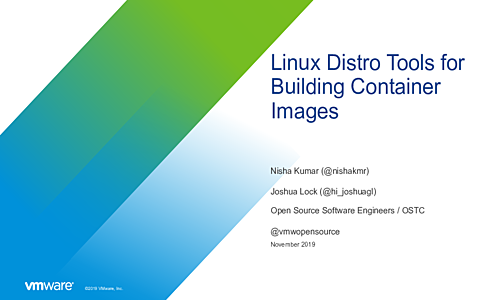 Linux Distro Tools for
Building Container
Images
Nisha Kumar (@nishakmr)
Joshua Lock (@hi_joshuagl)
Open Source Software Engineers / OSTC
@vmwopensource
November 2019
vmware®
©2019 VMware, Inc.